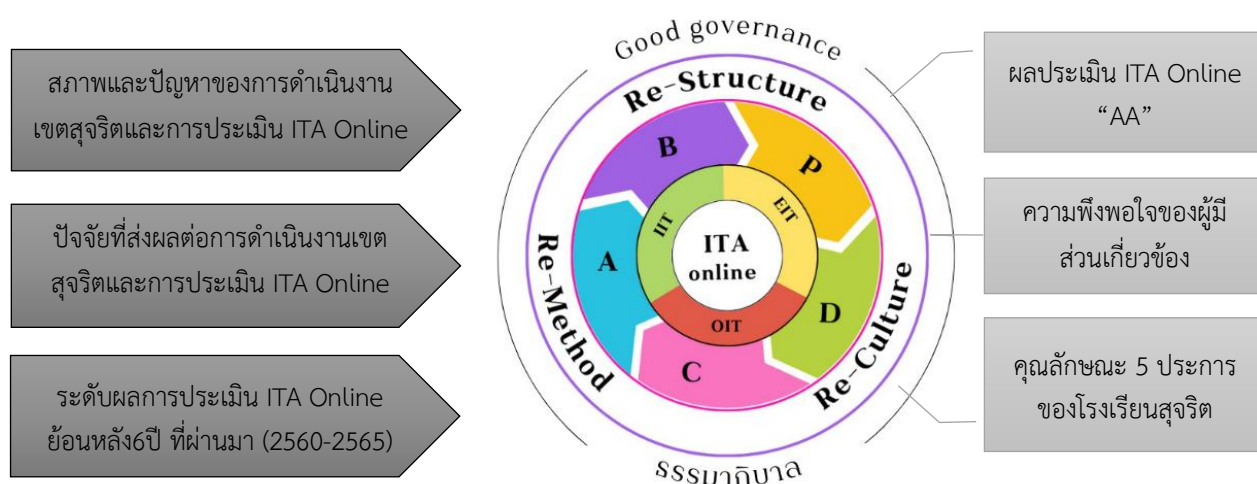 สภาพและปัญหาของการดำเนินงาน
เขตสุจริตและการประเมิน ITA Online
ปัจจัยที่ส่งผลต่อการดำเนินงานเขต
สุจริตและการประเมิน ITA Online
ระดับผลการประเมิน ITA Online
ย้อนหลัง6ปี ที่ผ่านมา (2560-2565)
Good governance
Re-Structure
B
P
IIT
EIT
A
ITA
online
D
OIT
C
Re-Method
Re-Culture
ธรรมาภิบาล
ผลประเมิน ITA Online
“AA”
ความพึงพอใจของผู้มี
ส่วนเกี่ยวข้อง
คุณลักษณะ 5 ประการ
ของโรงเรียนสุจริต